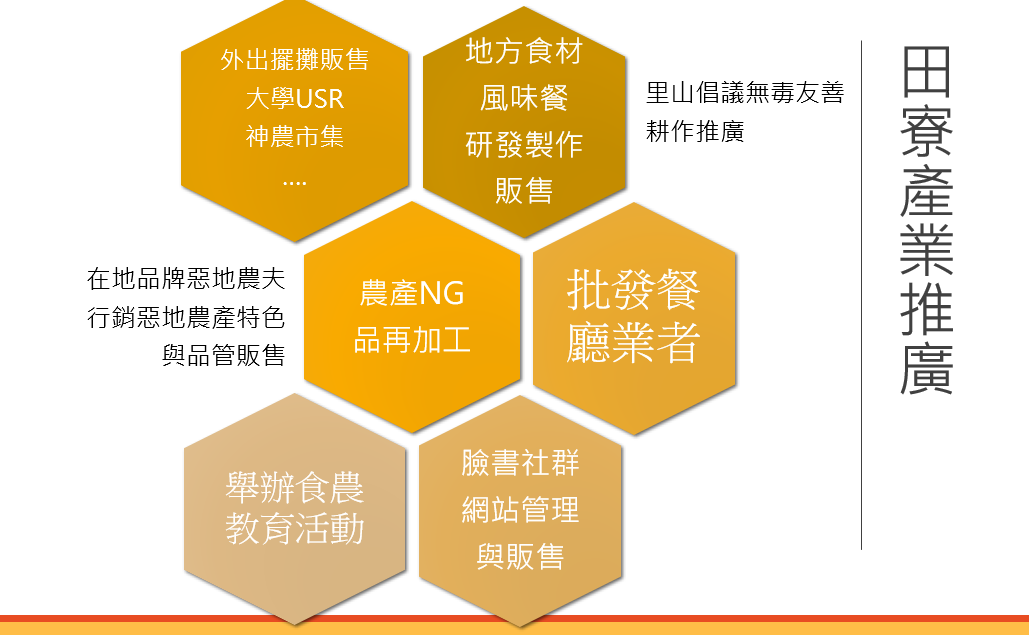 田寮產業推廣
外出擺攤販售
大學USR
神農市集
....
地方食材
風味餐
研發製作
販售
里山倡議無毒友善
耕作推廣
在地品牌惡地農夫
行銷惡地農產特色
與品管販售
農產NG
品再加工
批發餐
廳業者
舉辦食農
教育活動
臉書社群
網站管理
與販售